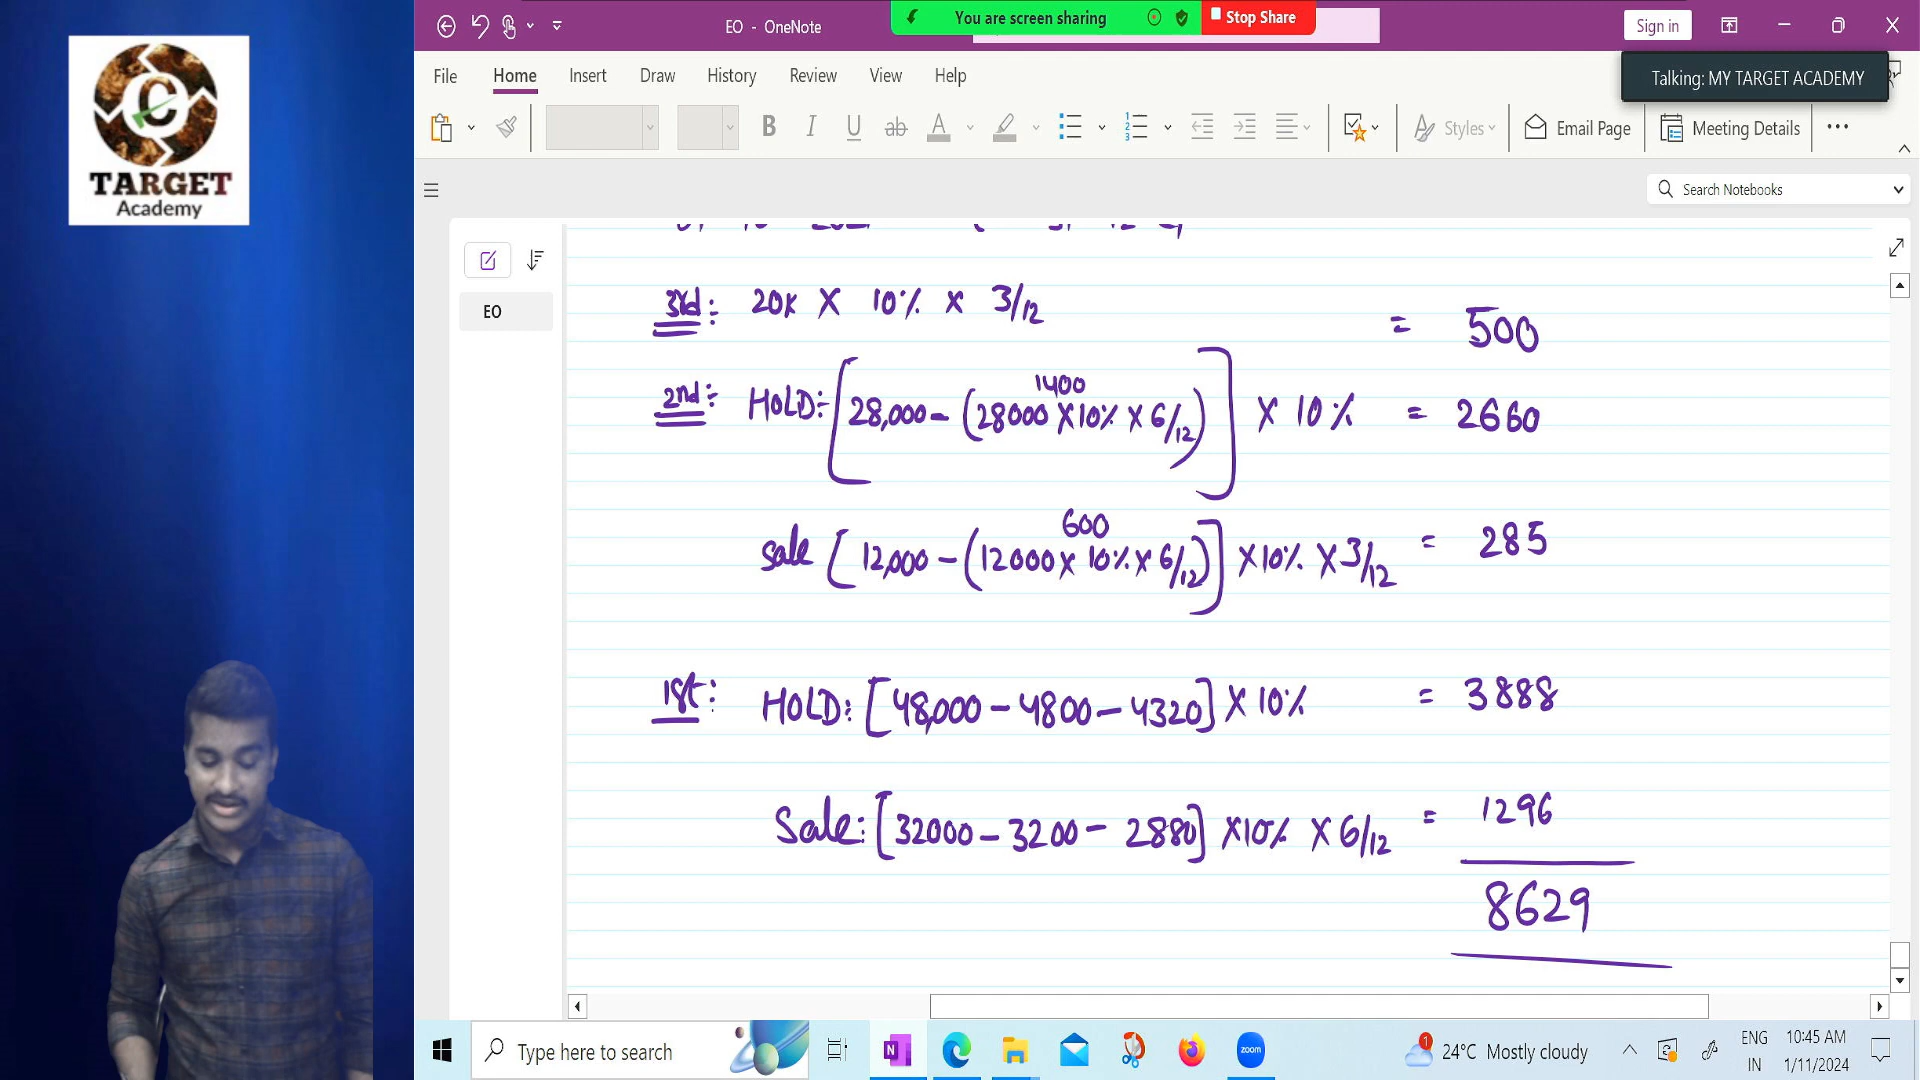 TARGET
Academy
EO - OneNote
You are screen sharing
Stop Share
Sign in
Talking: MY TARGET ACADEMY
File Home Insert Draw History Review View Help
B I U ab A
Styles Email Page Meeting Details
Search Notebooks
EO
3rd: 20K X 10% x 3/12 = 500
1400
2nd: HOLD:- [28,000 - (28000 X 10% X 6/12)] X 10% = 2660
600
sale [12,000 - (12000 x 10% x 6/12)] X 10% X 3/12 = 285
1st: HOLD: [48,000 - 4800 - 4320] X 10% = 3888
Sale: [32000 - 3200 - 2880] X 10% X 6/12 = 1296
8629
Type here to search
zoom
1
24°C Mostly cloudy
ENG
IN
10:45 AM
1/11/2024